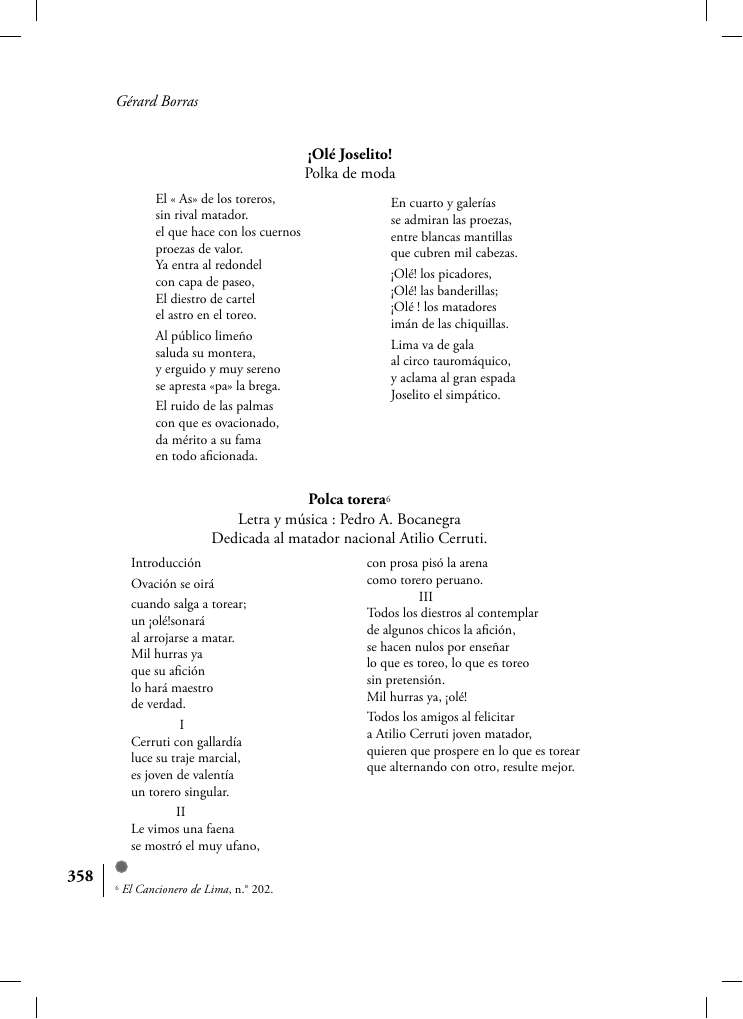 Gérard Borras
¡Olé Joselito!
Polka de moda
El « As» de los toreros,
sin rival matador.
el que hace con los cuernos
proezas de valor.
Ya entra al redondel
con capa de paseo,
El diestro de cartel
el astro en el toreo.
Al público limeño
saluda su montera,
y erguido y muy sereno
se apresta «pa» la brega.
El ruido de las palmas
con que es ovacionado,
da mérito a su fama
en todo aficionada.
En cuarto y galerías
se admiran las proezas,
entre blancas mantillas
que cubren mil cabezas.
¡Olé! los picadores,
¡Olé! las banderillas;
¡Olé ! los matadores
imán de las chiquillas.
Lima va de gala
al circo tauromáquico,
y aclama al gran espada
Joselito el simpático.
Polca torera6
Letra y música : Pedro A. Bocanegra
Dedicada al matador nacional Atilio Cerruti.
Introducción
Ovación se oirá
cuando salga a torear;
un ¡olé!sonará
al arrojarse a matar.
Mil hurras ya
que su afición
lo hará maestro
de verdad.
I
Cerruti con gallardía
luce su traje marcial,
es joven de valentía
un torero singular.
II
Le vimos una faena
se mostró el muy ufano,
con prosa pisó la arena
como torero peruano.
III
Todos los diestros al contemplar
de algunos chicos la afición,
se hacen nulos por enseñar
lo que es toreo, lo que es toreo
sin pretensión.
Mil hurras ya, ¡olé!
Todos los amigos al felicitar
a Atilio Cerruti joven matador,
quieren que prospere en lo que es torear
que alternando con otro, resulte mejor.
358
6 El Cancionero de Lima, n.° 202.